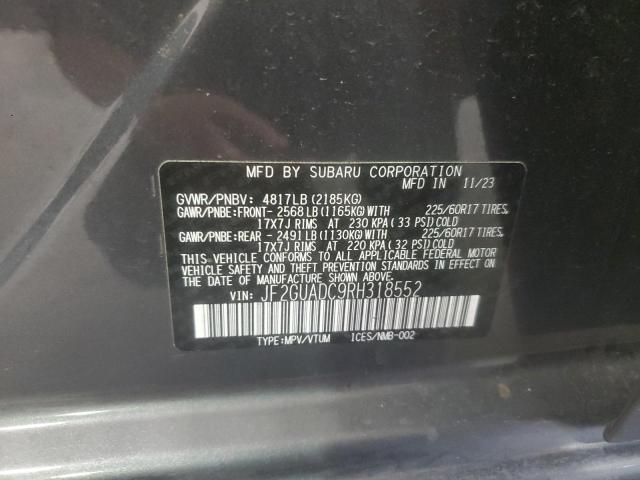 MFD BY SUBARU CORPORATION
MFD IN 11/23
GVWR/PNBV: 4817LB (2185KG)
GAWR/PNBE:FRONT-2568LB(1165KG)WITH 225/60R17 TIRES,
17X7J RIMS AT 230 KPA (33 PSI)COLD
GAWR/PNBE:REAR -2491LB(1130KG)WITH 225/60R17 TIRES,
17X7J RIMS AT 220 KPA(32 PSI)COLD
THIS VEHICLE CONFORMS TO ALL APPLICABLE FEDERAL MOTOR
VEHICLE SAFETY AND THEFT PREVENTION STANDARDS IN EFFECT ON
THE DATE OF MANUFACTURE SHOWN ABOVE.
VIN: JF2GUADC9RH318552
TYPE:MPV/VTUM ICES/NMB-002